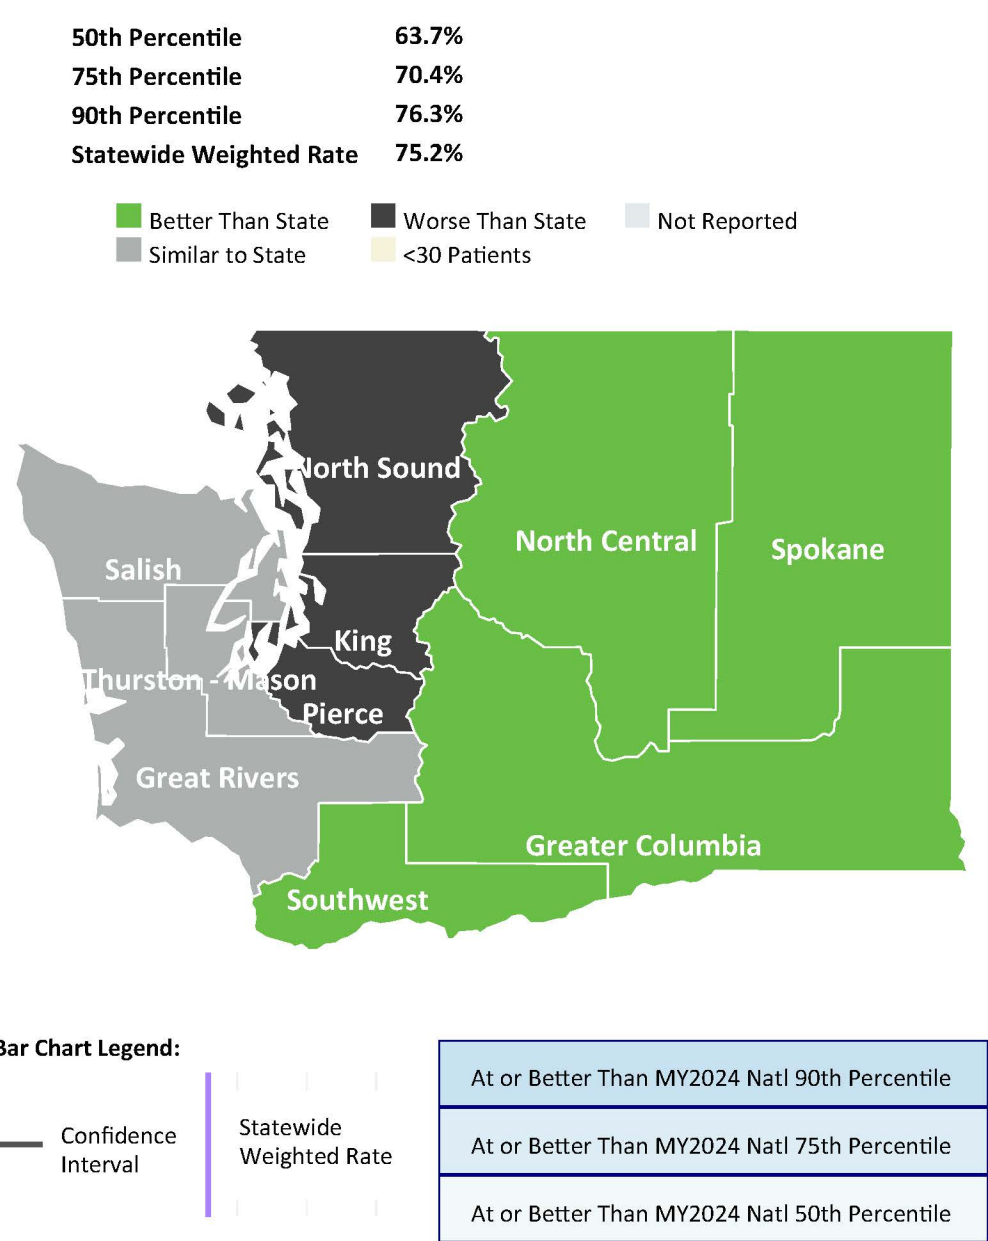 50th Percentile 63.7%
75th Percentile 70.4%
90th Percentile 76.3%
Statewide Weighted Rate 75.2%
Better Than State Worse Than State Not Reported
Similar to State <30 Patients
North Sound
North Central
Spokane
Salish
King
Thurston - Mason
Pierce
Great Rivers
Greater Columbia
Southwest
Bar Chart Legend:
Confidence
Interval
Statewide
Weighted Rate
At or Better Than MY2024 Natl 90th Percentile
At or Better Than MY2024 Natl 75th Percentile
At or Better Than MY2024 Natl 50th Percentile